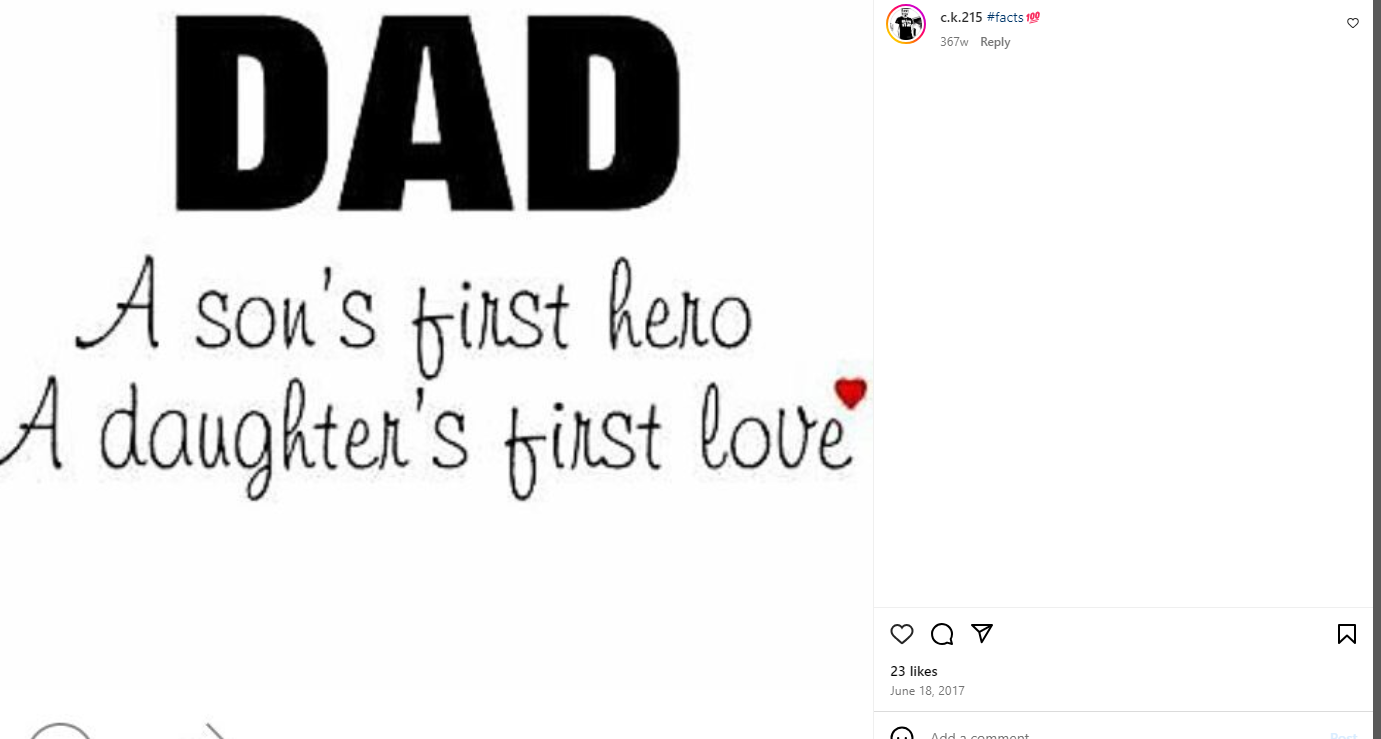 DAD
A son's first hero
A daughter's first love
c.k.215 #facts💯
367w Reply
23 likes
June 18, 2017
Add a comment
Post